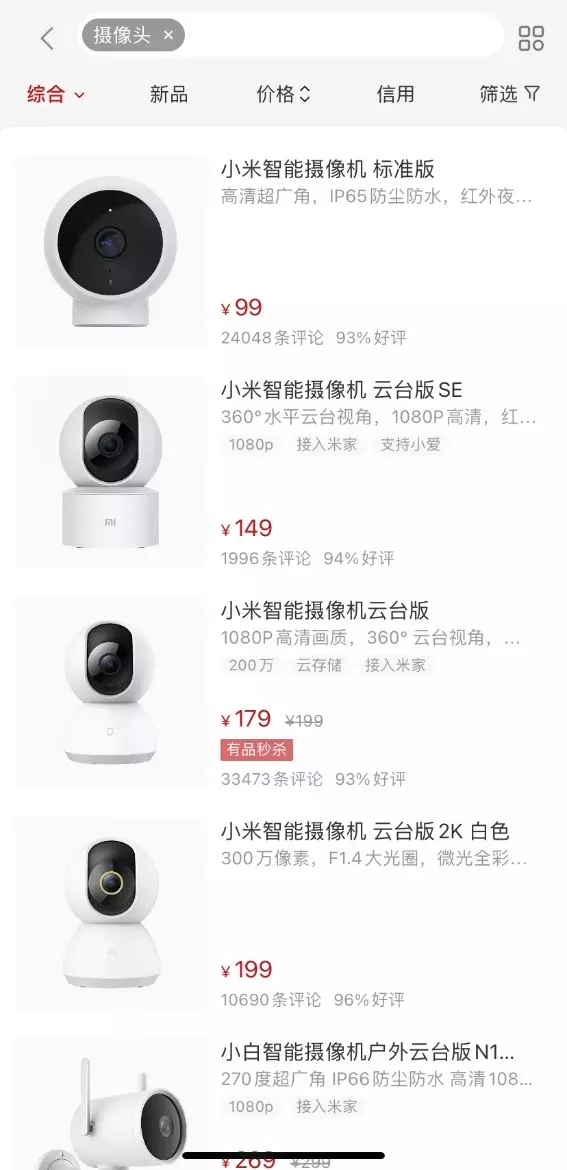 摄像头 ×
综合 新品 价格 信用 筛选
小米智能摄像机 标准版
高清超广角，IP65防尘防水，红外夜...
¥99
24048条评论 93%好评
小米智能摄像机 云台版SE
360°水平云台视角，1080P高清，红...
1080p 接入米家 支持小爱
mi
¥149
1996条评论 94%好评
小米智能摄像机云台版
1080P高清画质，360° 云台视角，...
200万 云存储 接入米家
¥179 ¥199
有品秒杀
33473条评论 93%好评
小米智能摄像机 云台版2K 白色
300万像素，F1.4大光圈，微光全彩...
mi
¥199
10690条评论 96%好评
小白智能摄像机户外云台版N1...
270度超广角 IP66防尘防水 高清108...
1080p 接入米家
¥269 ¥299